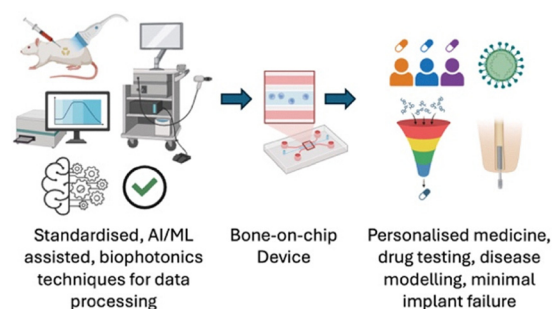 Standardised, AI/ML
assisted, biophotonics
techniques for data
processing
Bone-on-chip
Device
Personalised medicine,
drug testing, disease
modelling, minimal
implant failure